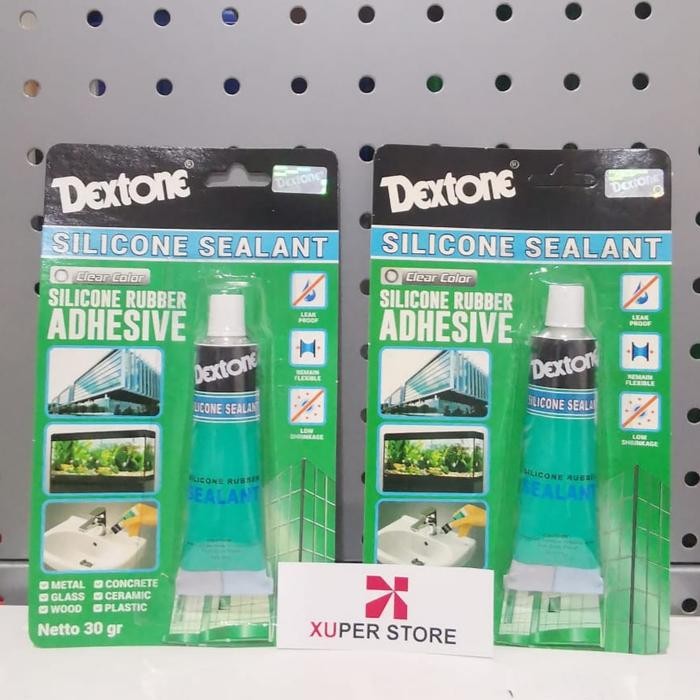 Dextone®
Dextone
SILICONE SEALANT
Clear Color
SILICONE RUBBER
ADHESIVE
LEAK
PROOF
REMAIN
FLEXIBLE
LOW
SHRINKAGE
Dextone
SILICONE SEALANT
SILICONE RUBBER
SEALANT
METAL
CONCRETE
GLASS
CERAMIC
WOOD
PLASTIC
Netto 30 gr
Dextone®
Dextone
SILICONE SEALANT
Clear Color
SILICONE RUBBER
ADHESIVE
LEAK
PROOF
REMAIN
FLEXIBLE
LOW
SHRINKAGE
Dextone
SILICONE SEALAN
SILICONE RUBBER
SEALANT
XUPER STORE